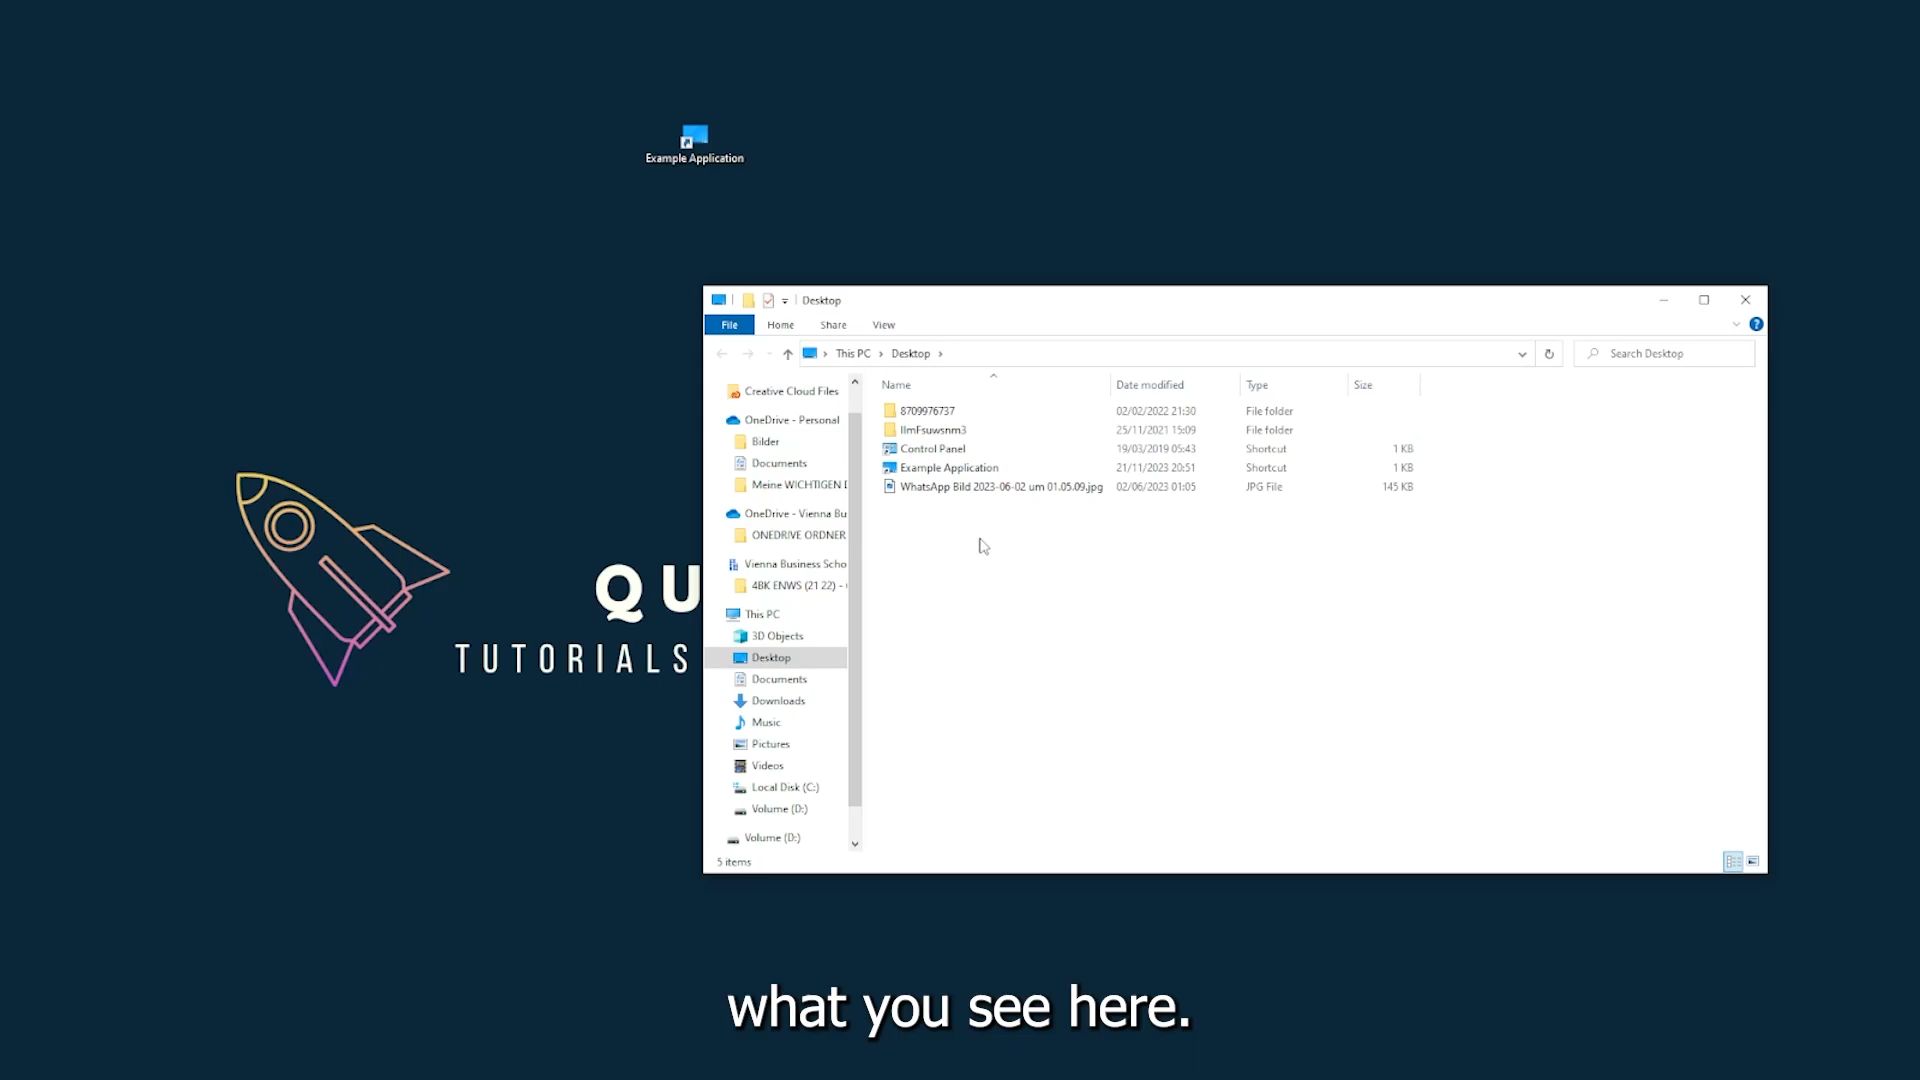 Example Application
QU
TUTORIALS
Desktop
File Home Share View
This PC Desktop
Search Desktop
Name Date modified Type Size
8709976737 02/02/2022 21:30 File folder
IlmFsuwsnm3 25/11/2021 15:09 File folder
Control Panel 19/03/2019 05:43 Shortcut 1 KB
Example Application 21/11/2023 20:51 Shortcut 1 KB
WhatsApp Bild 2023-06-02 um 01.05.09.jpg 02/06/2023 01:05 JPG File 145 KB
Creative Cloud Files
OneDrive - Personal
Bilder
Documents
Meine WICHTIGEN
OneDrive - Vienna Bu
ONEDRIVE ORDNER
Vienna Business Scho
4BK ENWS (21 22) -
This PC
3D Objects
Desktop
Documents
Downloads
Music
Pictures
Videos
Local Disk (C:)
Volume (D:)
Volume (D:)
5 items
what you see here.